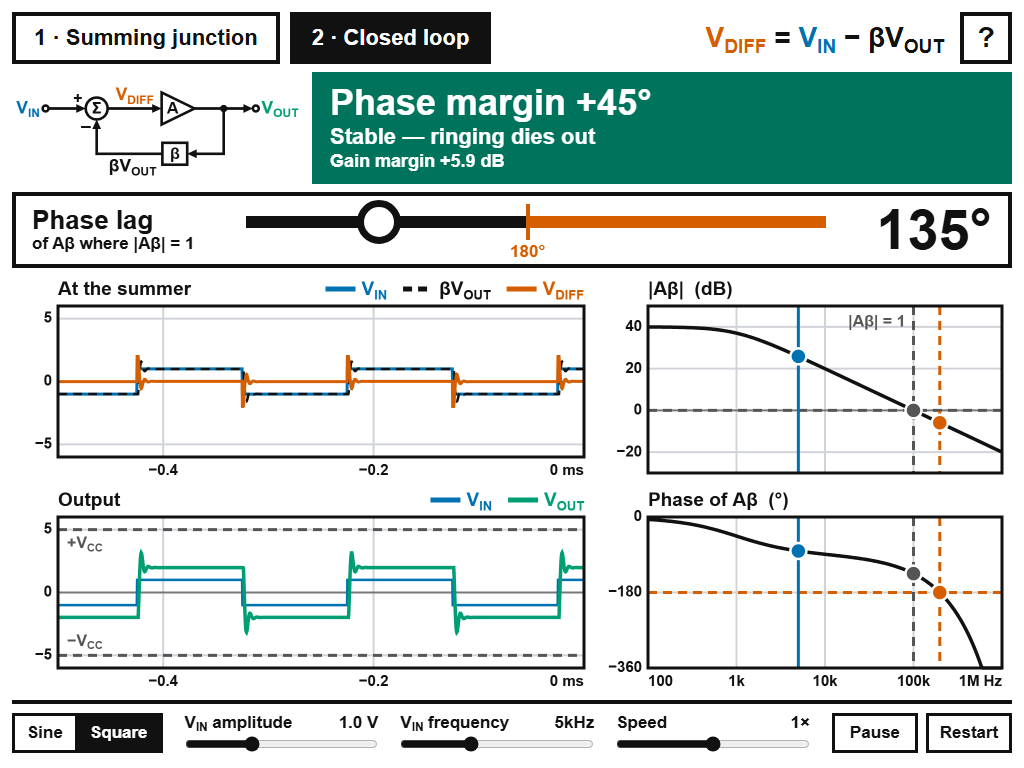 1 · Summing junction
2 · Closed loop
VDIFF = VIN − βVOUT
?
VIN
+
Σ
−
VDIFF
A
VOUT
β
βVOUT
Phase margin +45°
Stable — ringing dies out
Gain margin +5.9 dB
Phase lag
of Aβ where |Aβ| = 1
180°
135°
At the summer
VIN
βVOUT
VDIFF
5
0
−5
−0.4
−0.2
0 ms
|Aβ| (dB)
|Aβ| = 1
40
20
0
−20
Output
VIN
VOUT
5
+VCC
0
−VCC
−5
−0.4
−0.2
0 ms
Phase of Aβ (°)
0
−180
−360
100
1k
10k
100k
1M Hz
Sine
Square
VIN amplitude
1.0 V
VIN frequency
5kHz
Speed
1×
Pause
Restart